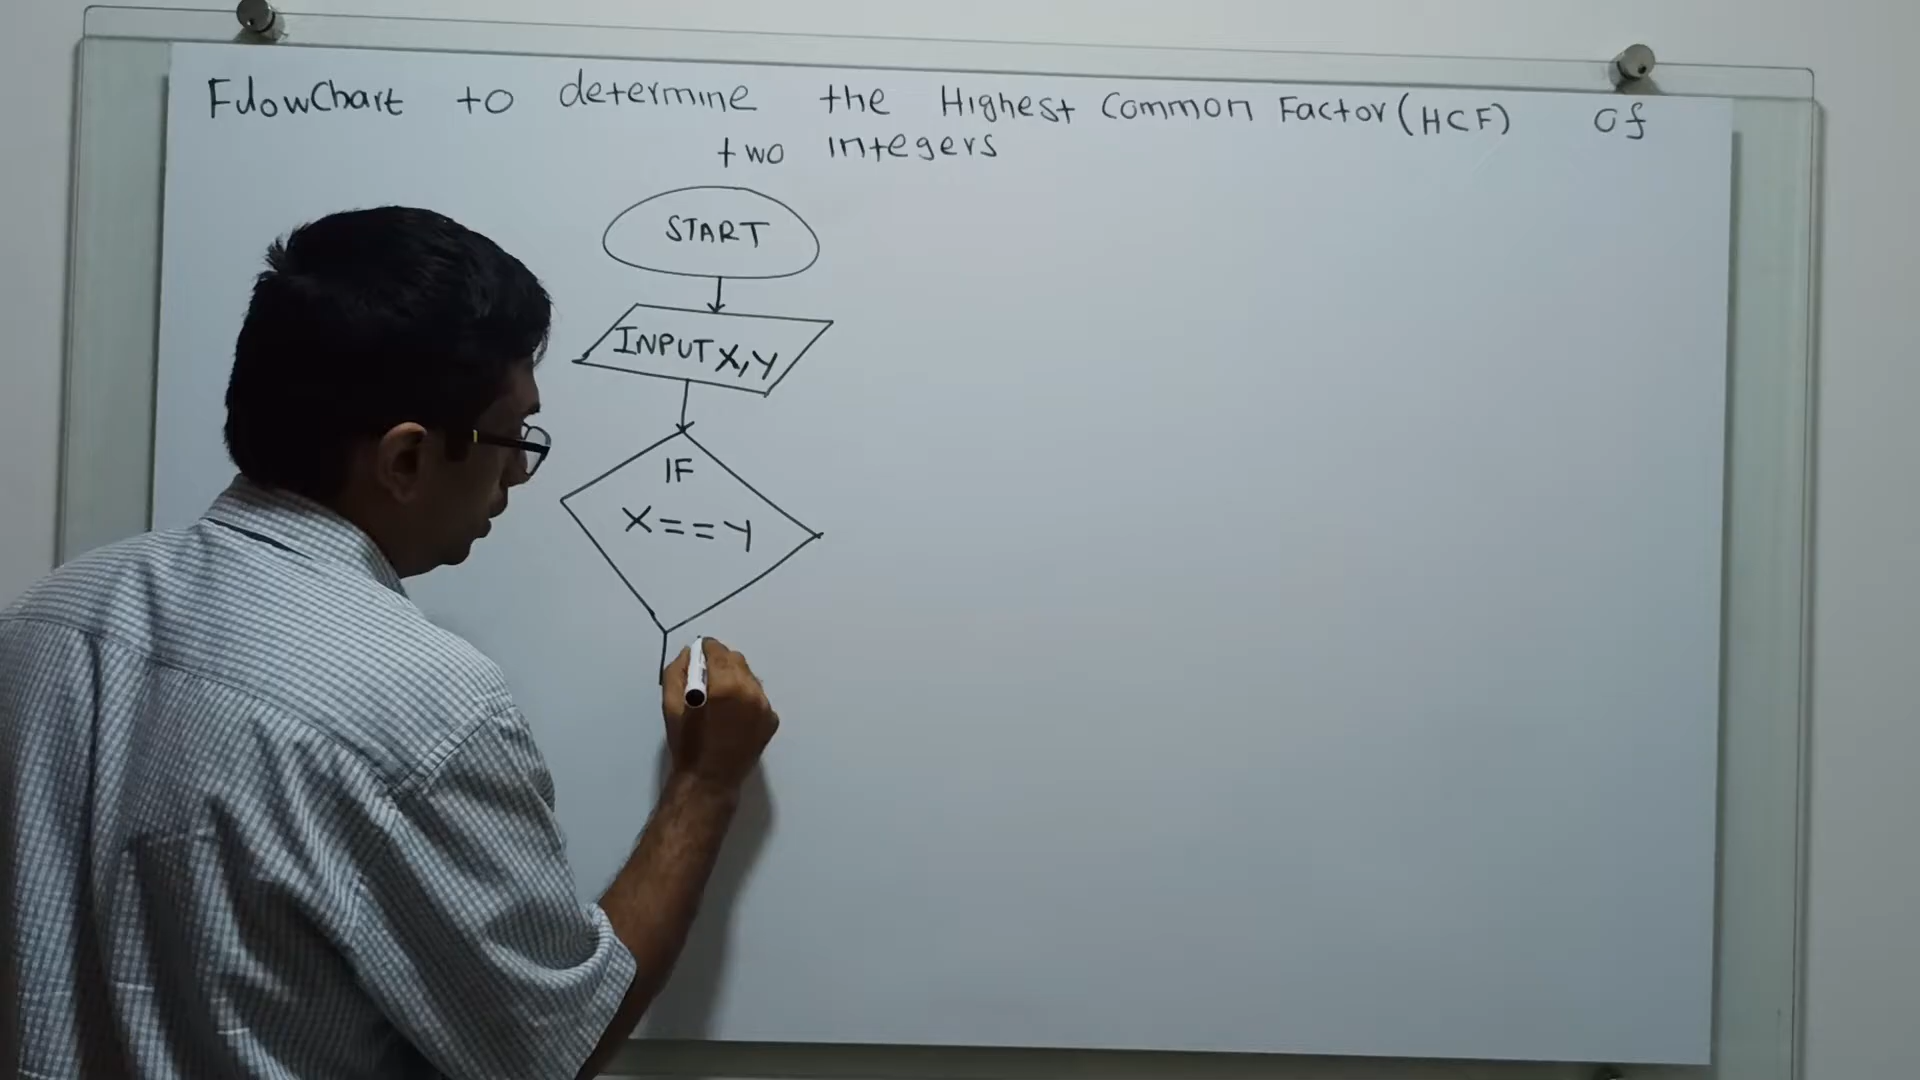 FlowChart to determine the Highest Common Factor (HCF) of
two integers
START
INPUT X,Y
IF
X==Y